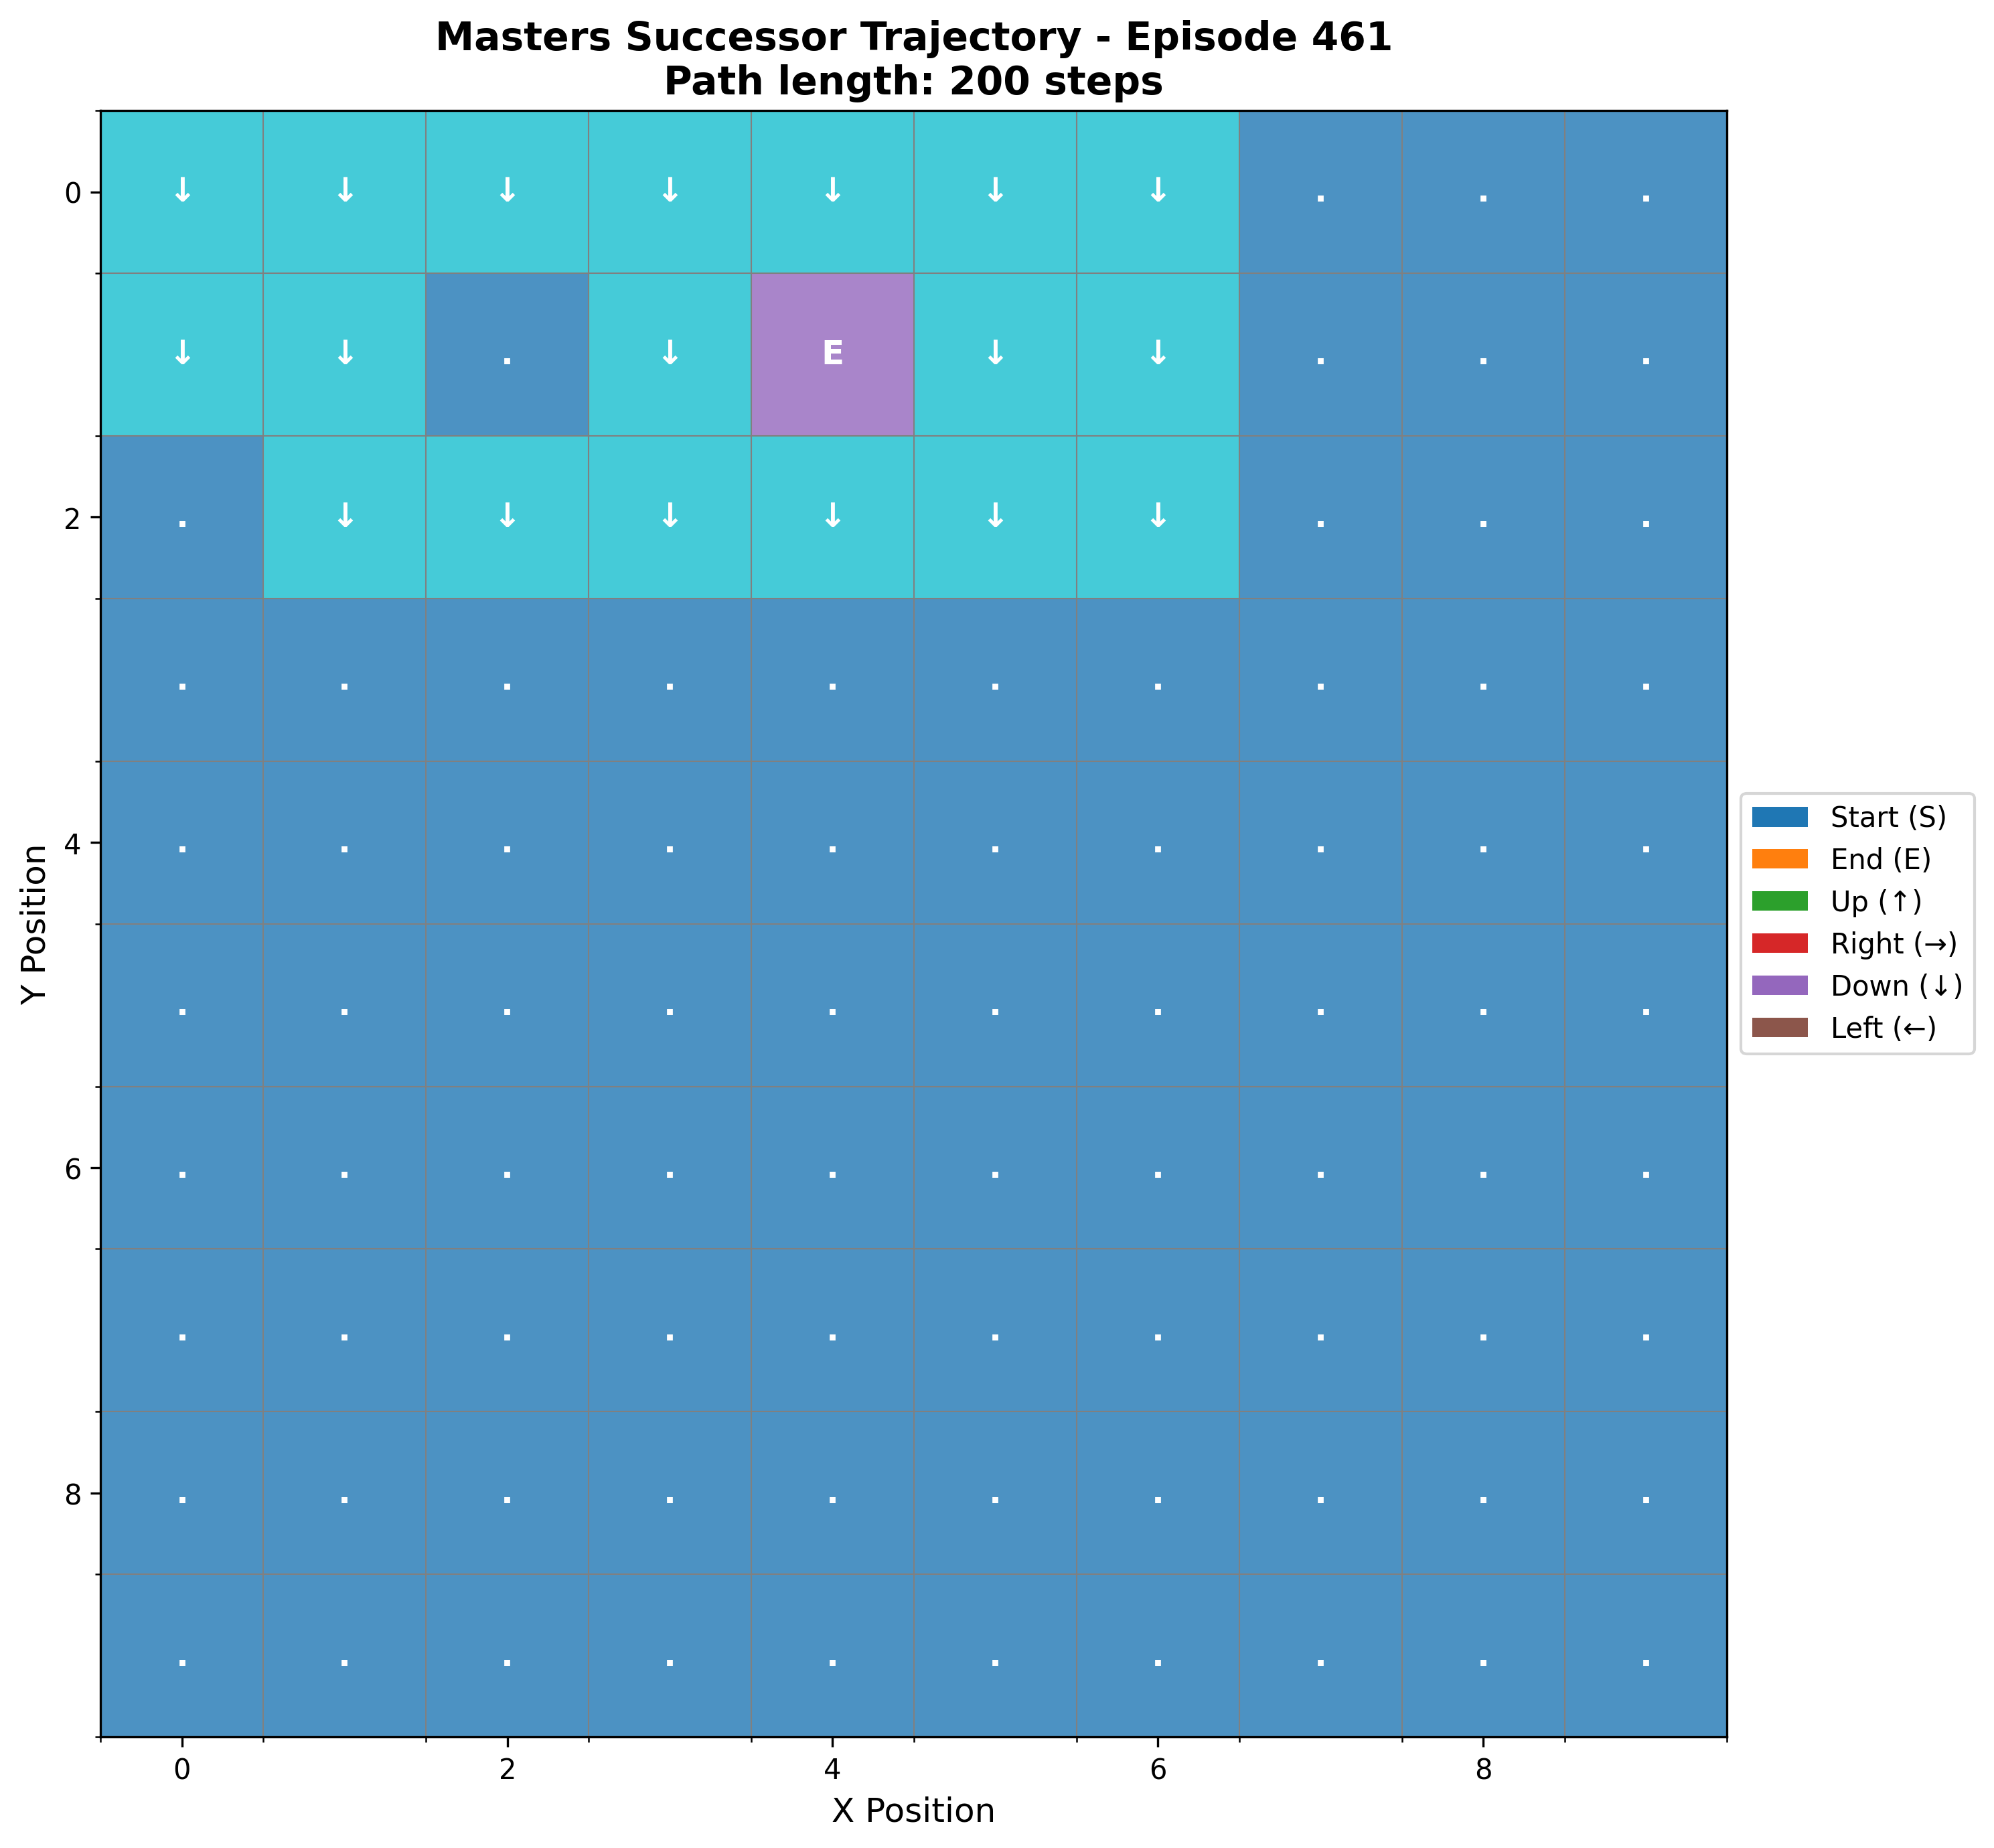 Masters Successor Trajectory - Episode 461
Path length: 200 steps
0 ↓ ↓ ↓ ↓ ↓ ↓ ↓ . . .
↓ ↓ . ↓ E ↓ ↓ . . .
2 . ↓ ↓ ↓ ↓ ↓ ↓ . . .
. . . . . . . . . .
4 . . . . . . . . . .
. . . . . . . . . .
6 . . . . . . . . . .
. . . . . . . . . .
8 . . . . . . . . . .
. . . . . . . . . .
0 2 4 6 8
X Position
Y Position
Start (S)
End (E)
Up (↑)
Right (→)
Down (↓)
Left (←)